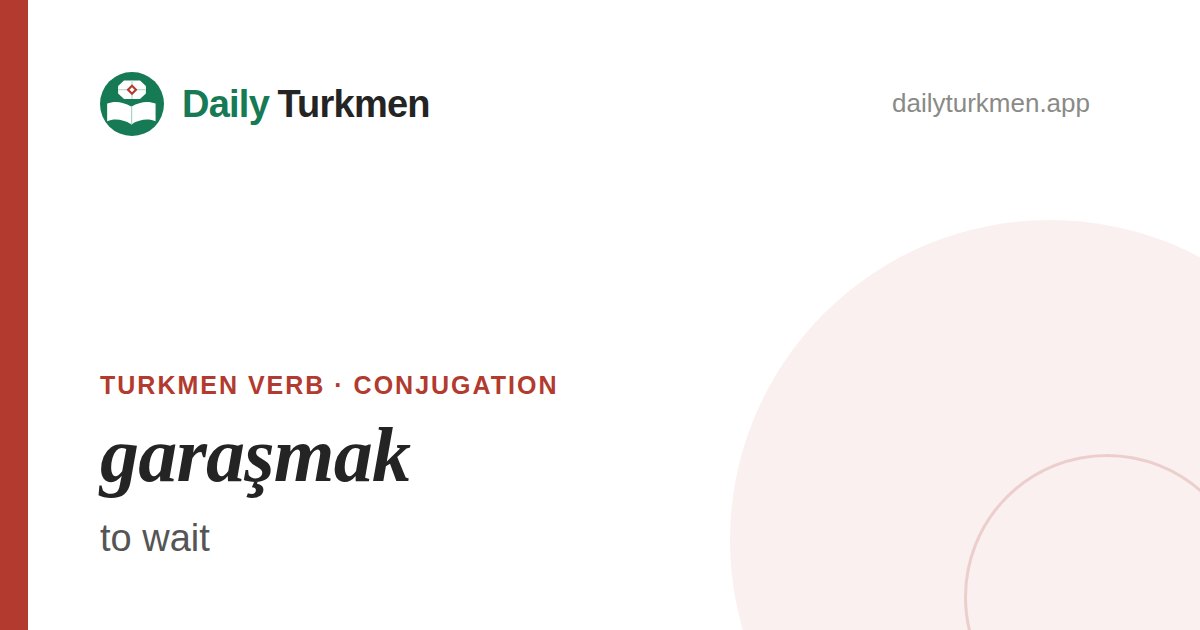 Daily Turkmen
dailyturkmen.app
TURKMEN VERB · CONJUGATION
garaşmak
to wait